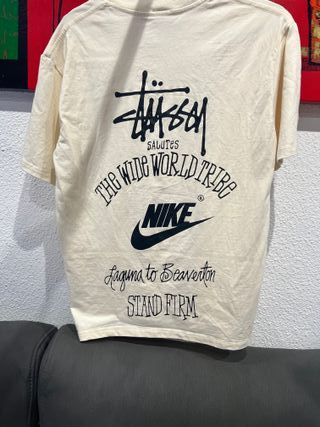 Stüssy
SALUTES
THE WIDE WORLD TRIBE
NIKE ®
Laguna to Beaverton
STAND FIRM